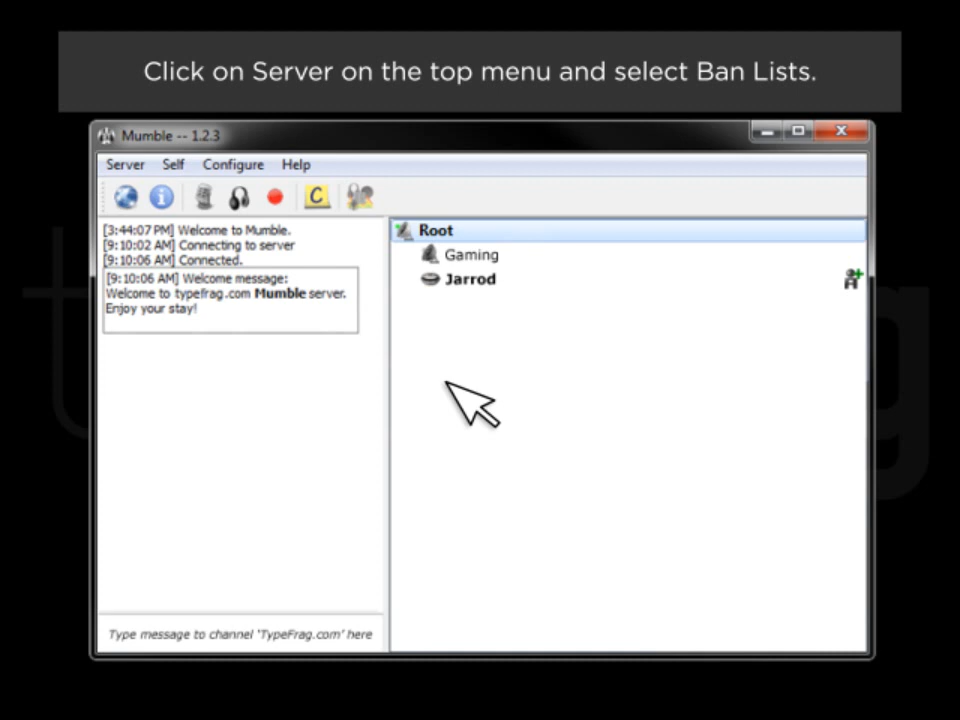 Click on Server on the top menu and select Ban Lists.
Mumble -- 1.2.3
Server Self Configure Help
C
[3:44:07 PM] Welcome to Mumble.
[9:10:02 AM] Connecting to server
[9:10:06 AM] Connected.
[9:10:06 AM] Welcome message:
Welcome to typefrag.com Mumble server.
Enjoy your stay!
Root
Gaming
Jarrod
Type message to channel 'TypeFrag.com' here